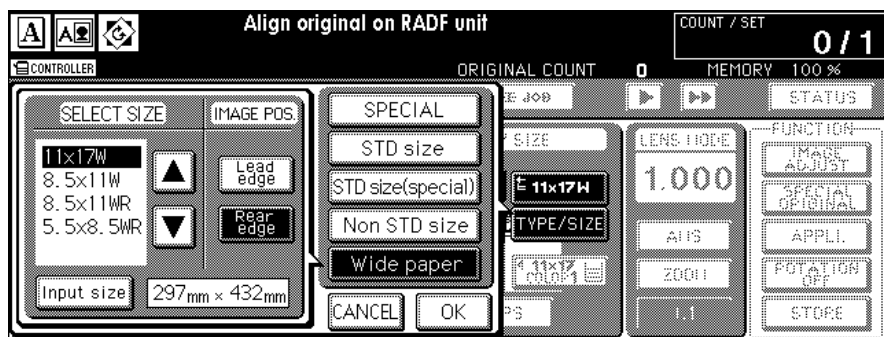 A A
Align original on RADF unit
COUNT / SET
0 / 1
CONTROLLER
ORIGINAL COUNT 0 MEMORY 100 %
JOB STATUS
SELECT SIZE IMAGE POS.
11x17W
8.5x11W
8.5x11WR
5.5x8.5WR
Lead
edge
Rear
edge
Input size 297mm × 432mm
SPECIAL
STD size
STD size(special)
Non STD size
Wide paper
CANCEL OK
SIZE
11x17W
TYPE/SIZE
11x17
LENS MODE
1.000
AMS
ZOOM
FUNCTION
IMAGE
ADJUST
SPECIAL
ORIGINAL
APPLI.
ROTATION
OFF
STORE